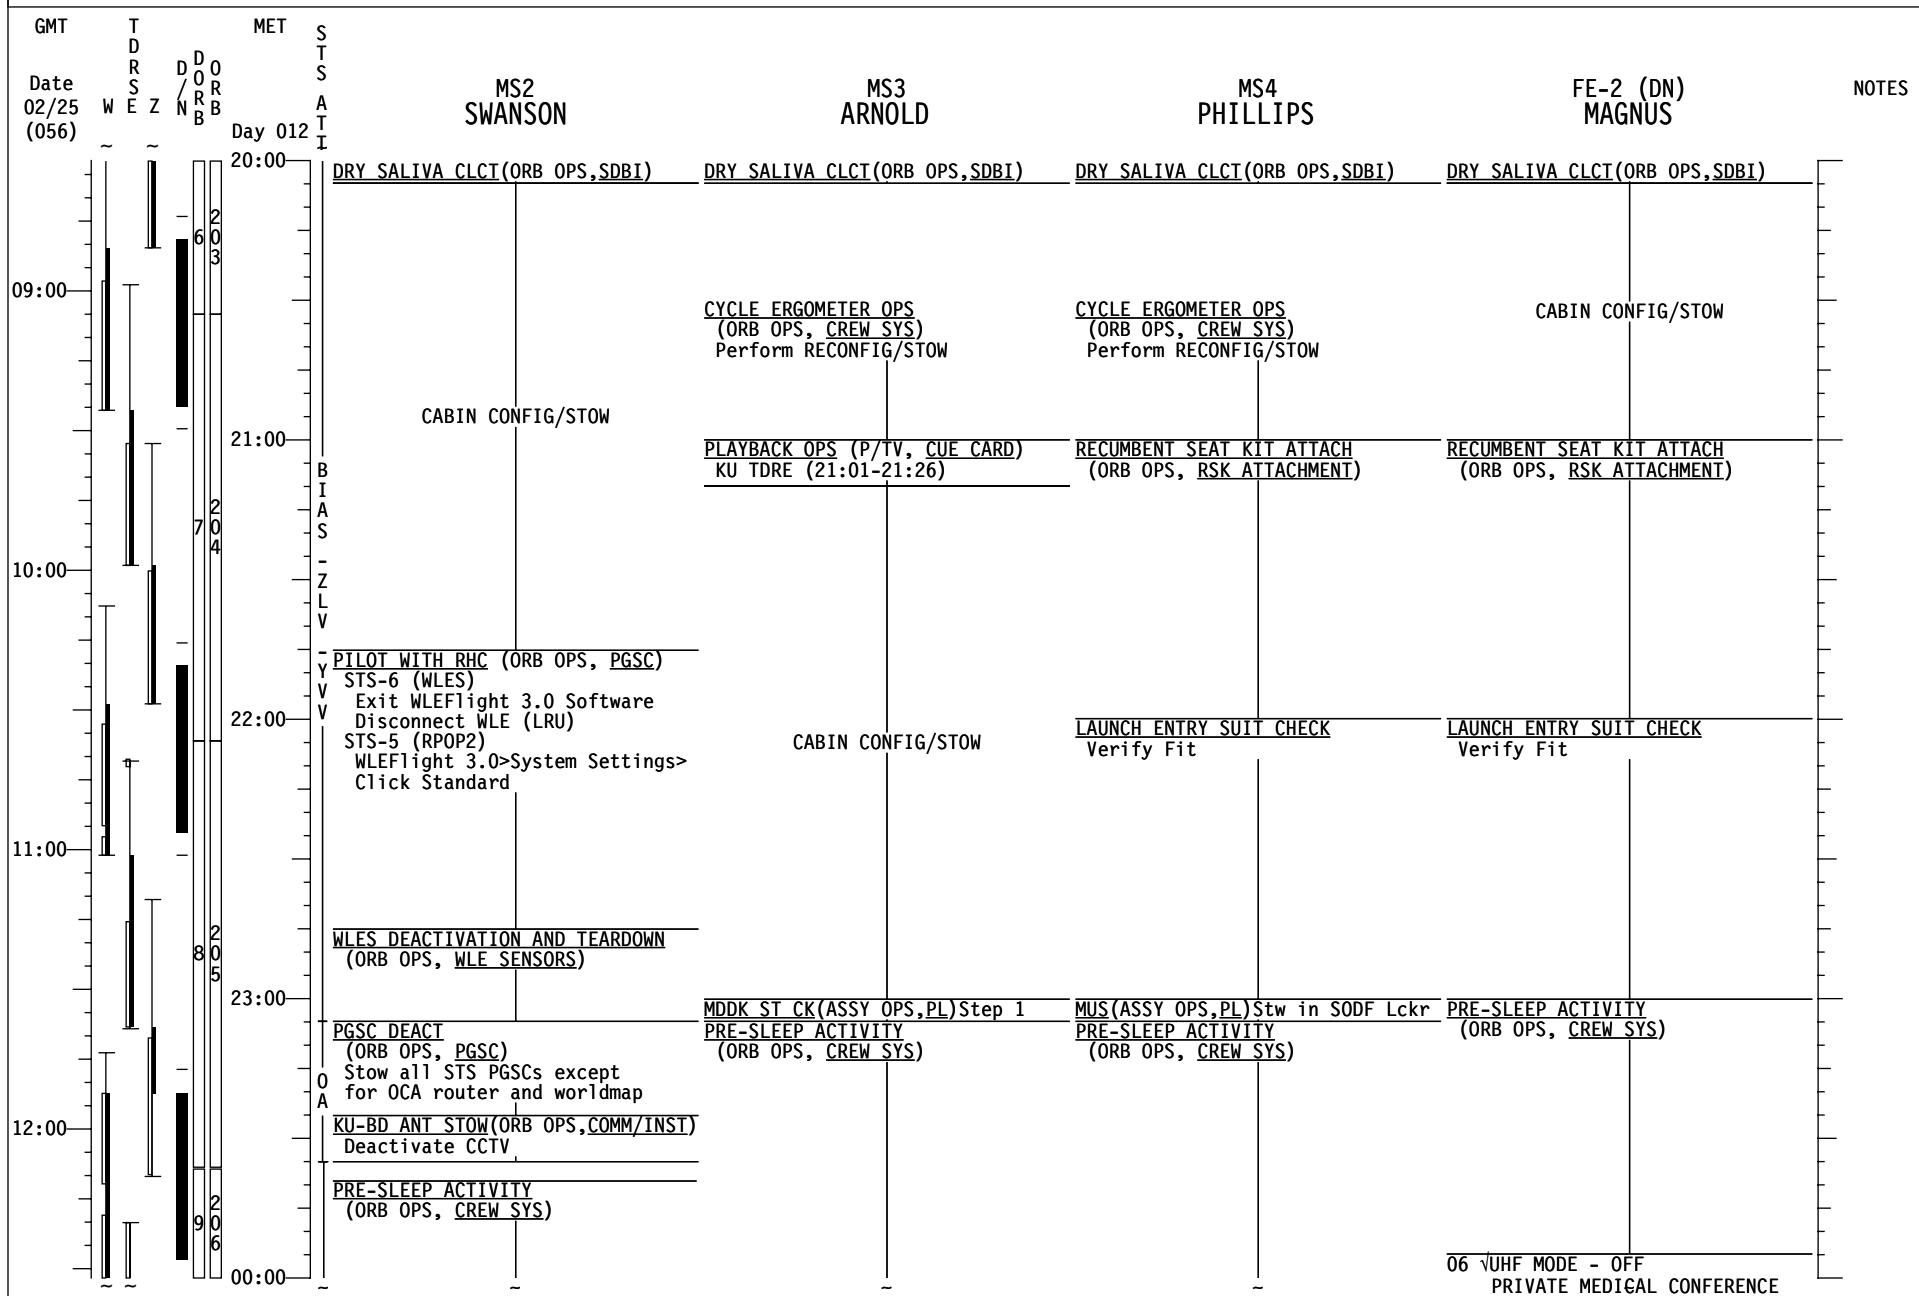 GMT
Date
02/25
(056)
TDRS
W E Z
D/N
DORB
ORB
MET
Day 012
STS ATT
MS2
SWANSON
MS3
ARNOLD
MS4
PHILLIPS
FE-2 (DN)
MAGNUS
NOTES
09:00
10:00
11:00
12:00
6
7
8
9
203
204
205
206
20:00
21:00
22:00
23:00
00:00
BIAS -ZLV -YVV
OA
DRY SALIVA CLCT(ORB OPS,SDBI)
CABIN CONFIG/STOW
PILOT WITH RHC (ORB OPS, PGSC)
STS-6 (WLES)
Exit WLEFlight 3.0 Software
Disconnect WLE (LRU)
STS-5 (RPOP2)
WLEFlight 3.0>System Settings>
Click Standard
WLES DEACTIVATION AND TEARDOWN
(ORB OPS, WLE SENSORS)
PGSC DEACT
(ORB OPS, PGSC)
Stow all STS PGSCs except
for OCA router and worldmap
KU-BD ANT STOW(ORB OPS,COMM/INST)
Deactivate CCTV
PRE-SLEEP ACTIVITY
(ORB OPS, CREW SYS)
DRY SALIVA CLCT(ORB OPS,SDBI)
CYCLE ERGOMETER OPS
(ORB OPS, CREW SYS)
Perform RECONFIG/STOW
PLAYBACK OPS (P/TV, CUE CARD)
KU TDRE (21:01-21:26)
CABIN CONFIG/STOW
MDDK ST CK(ASSY OPS,PL)Step 1
PRE-SLEEP ACTIVITY
(ORB OPS, CREW SYS)
DRY SALIVA CLCT(ORB OPS,SDBI)
CYCLE ERGOMETER OPS
(ORB OPS, CREW SYS)
Perform RECONFIG/STOW
RECUMBENT SEAT KIT ATTACH
(ORB OPS, RSK ATTACHMENT)
LAUNCH ENTRY SUIT CHECK
Verify Fit
MUS(ASSY OPS,PL)Stw in SODF Lckr
PRE-SLEEP ACTIVITY
(ORB OPS, CREW SYS)
DRY SALIVA CLCT(ORB OPS,SDBI)
CABIN CONFIG/STOW
RECUMBENT SEAT KIT ATTACH
(ORB OPS, RSK ATTACHMENT)
LAUNCH ENTRY SUIT CHECK
Verify Fit
PRE-SLEEP ACTIVITY
(ORB OPS, CREW SYS)
06 √UHF MODE - OFF
PRIVATE MEDICAL CONFERENCE